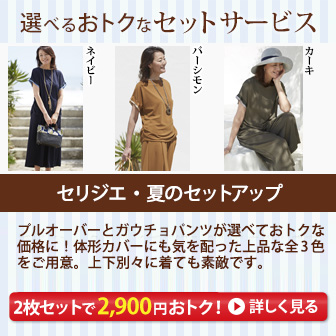 選べるおトクなセットサービス
ネイビー
パーシモン
カーキ
セリジエ・夏のセットアップ
プルオーバーとガウチョパンツが選べておトクな
価格に！体形カバーにも気を配った上品な全3色
をご用意。上下別々に着ても素敵です。
2枚セットで2,900円おトク！ 詳しく見る